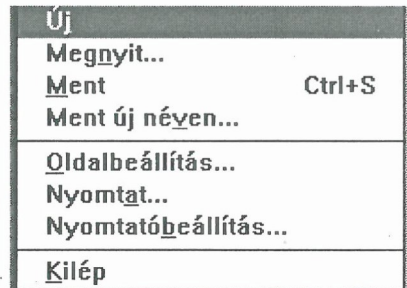 Új
Megnyit...
Ment Ctrl+S
Ment új néven...
Oldalbeállítás...
Nyomtat...
Nyomtatóbeállítás...
Kilép